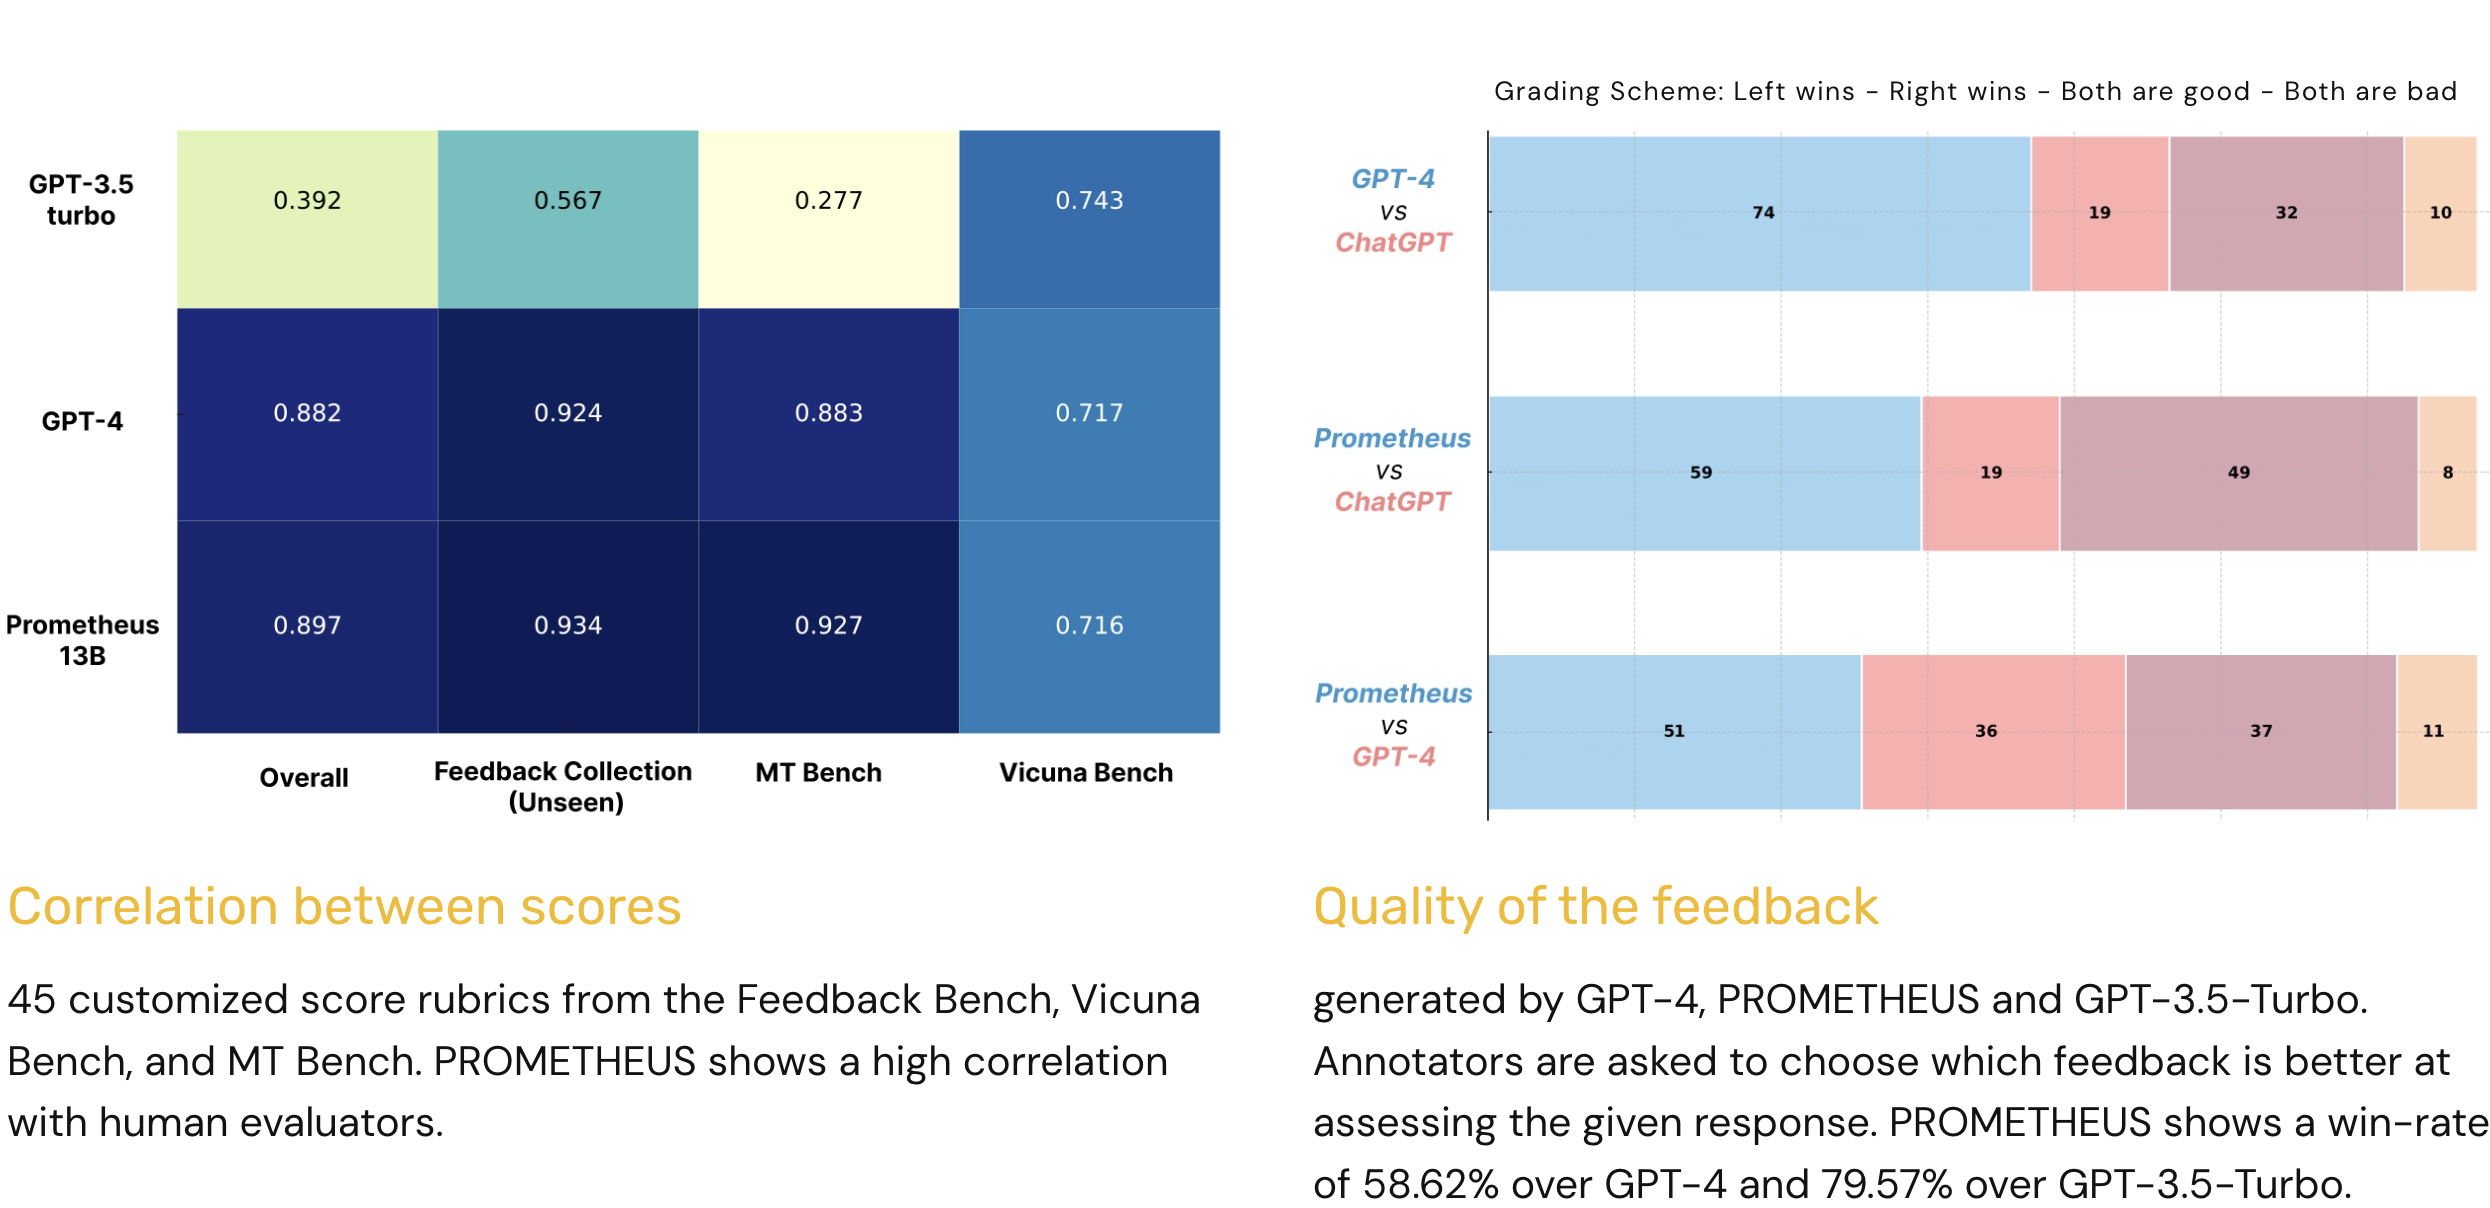 GPT-3.5
turbo
0.392
0.567
0.277
0.743
GPT-4
0.882
0.924
0.883
0.717
Prometheus
13B
0.897
0.934
0.927
0.716
Overall
Feedback Collection
(Unseen)
MT Bench
Vicuna Bench
Correlation between scores
45 customized score rubrics from the Feedback Bench, Vicuna
Bench, and MT Bench. PROMETHEUS shows a high correlation
with human evaluators.
Grading Scheme: Left wins - Right wins - Both are good - Both are bad
GPT-4
vs
ChatGPT
74
19
32
10
Prometheus
vs
ChatGPT
59
19
49
8
Prometheus
vs
GPT-4
51
36
37
11
Quality of the feedback
generated by GPT-4, PROMETHEUS and GPT-3.5-Turbo.
Annotators are asked to choose which feedback is better at
assessing the given response. PROMETHEUS shows a win-rate
of 58.62% over GPT-4 and 79.57% over GPT-3.5-Turbo.